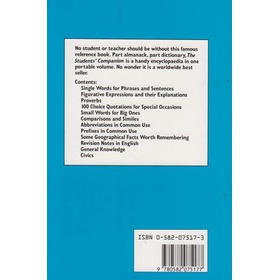 No student or teacher should be without this famous
reference book. Part almanack, part dictionary, The
Students' Companion is a handy encyclopaedia in one
portable volume. No wonder it is a worldwide best
seller.
Contents:
Single Words for Phrases and Sentences
Figurative Expressions and their Explanations
Proverbs
100 Choice Quotations for Special Occasions
Small Words for Big Ones
Comparisons and Similes
Abbreviations in Common Use
Prefixes in Common Use
Some Geographical Facts Worth Remembering
Revision Notes in English
General Knowledge
Civics
ISBN 0-582-07517-3
9 780582 075177